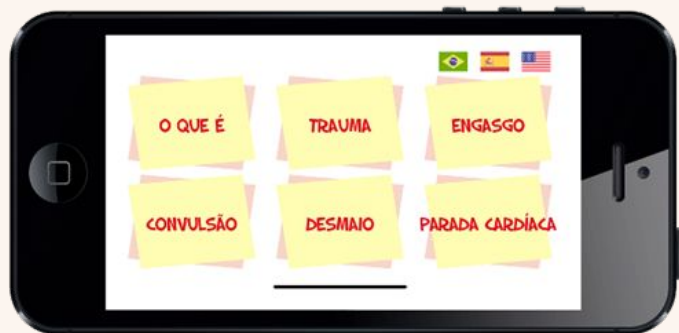 O QUE É
TRAUMA
ENGASGO
CONVULSÃO
DESMAIO
PARADA CARDÍACA